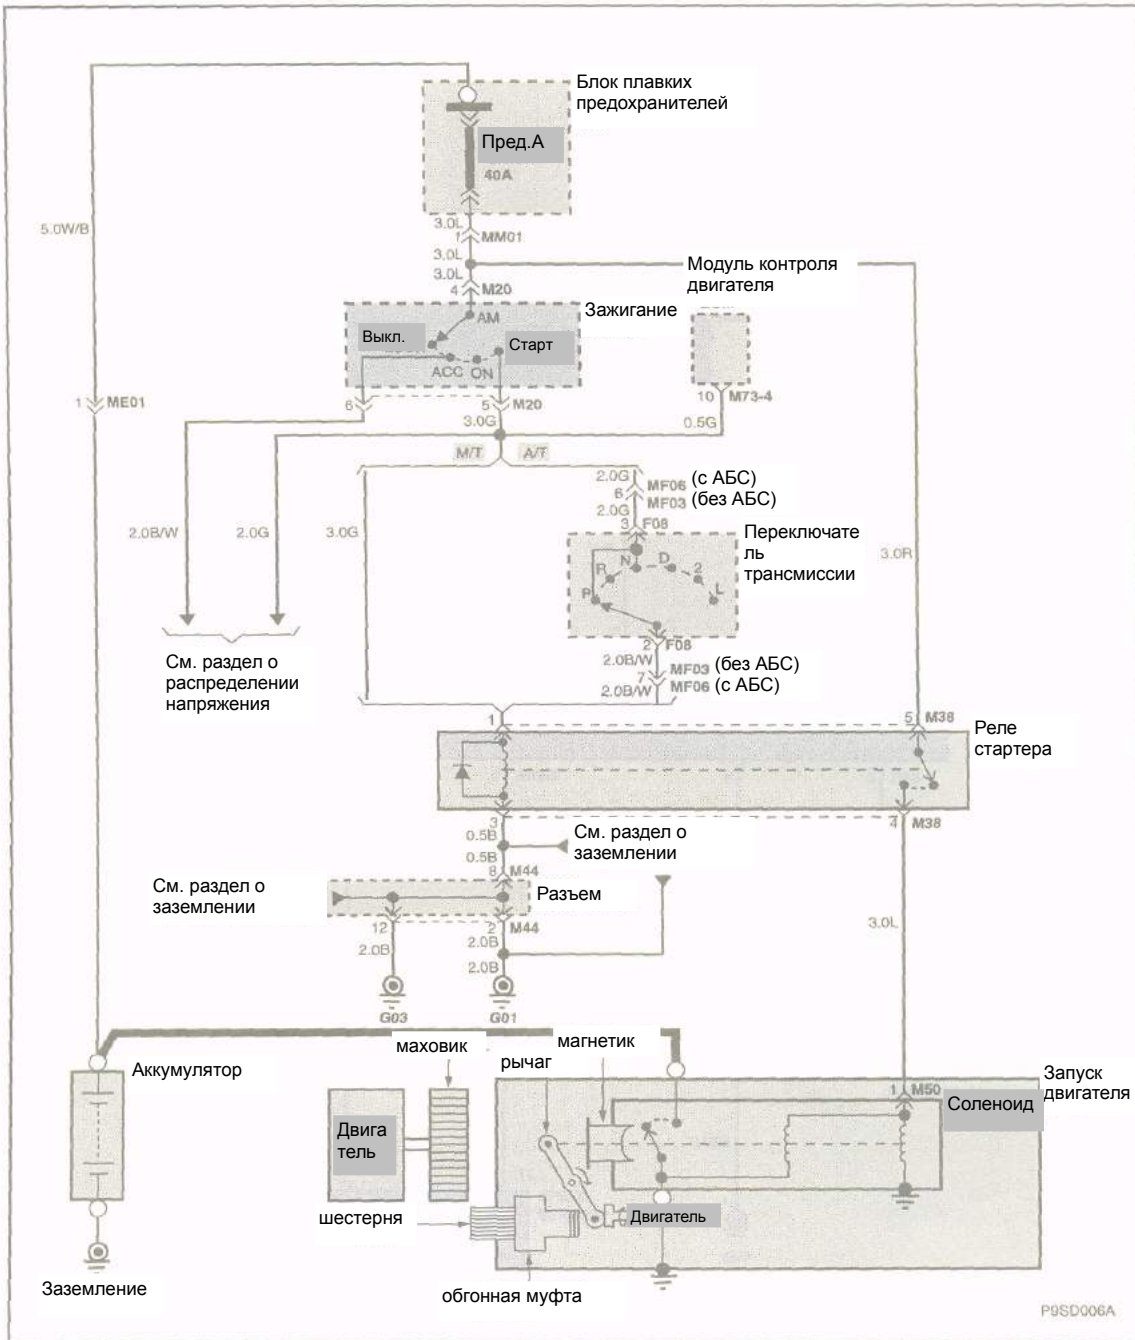 Блок плавких
предохранителей
Пред.А
40A
5.0W/B
3.0L
1 MM01
3.0L
3.0L
4 M20
Модуль контроля
двигателя
Зажигание
AM
Выкл.
Старт
ACC ON
10 M73-4
1 ME01
6
5 M20
3.0G
0.5G
M/T A/T
2.0G
6 MF06 (с АБС)
MF03 (без АБС)
2.0G
3 F08
2.0B/W
2.0G
3.0G
3.0R
Переключате
ль
трансмиссии
P R N D 2 L
2 F08
2.0B/W
7 MF03 (без АБС)
MF06 (с АБС)
2.0B/W
См. раздел о
распределении
напряжения
1
5 M38
Реле
стартера
3
4 M38
0.5B
См. раздел о
заземлении
0.5B
8 M44
См. раздел о
заземлении
Разъем
12
2 M44
2.0B
2.0B
2.0B
3.0L
G03
G01
маховик
магнетик
рычаг
Аккумулятор
Запуск
двигателя
1 M50
Соленоид
Двига
тель
шестерня
Двигатель
Заземление
обгонная муфта
P9SD006A